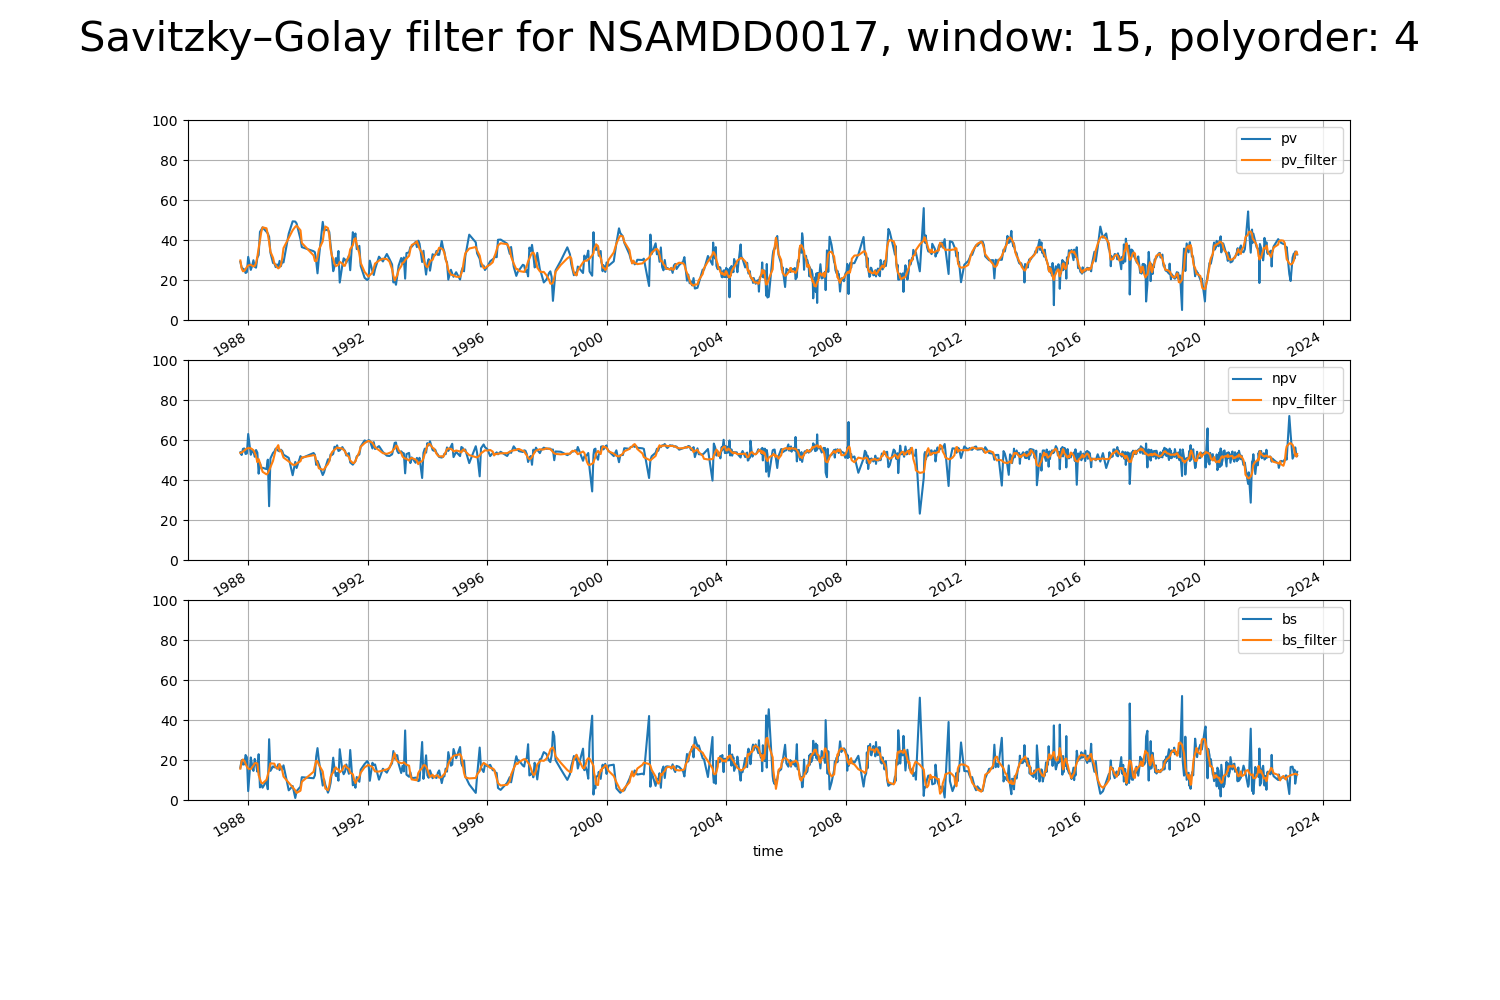 Savitzky–Golay filter for NSAMDD0017, window: 15, polyorder: 4
100
80
60
40
20
0
pv
pv_filter
1988 1992 1996 2000 2004 2008 2012 2016 2020 2024
100
80
60
40
20
0
npv
npv_filter
1988 1992 1996 2000 2004 2008 2012 2016 2020 2024
100
80
60
40
20
0
bs
bs_filter
1988 1992 1996 2000 2004 2008 2012 2016 2020 2024
time